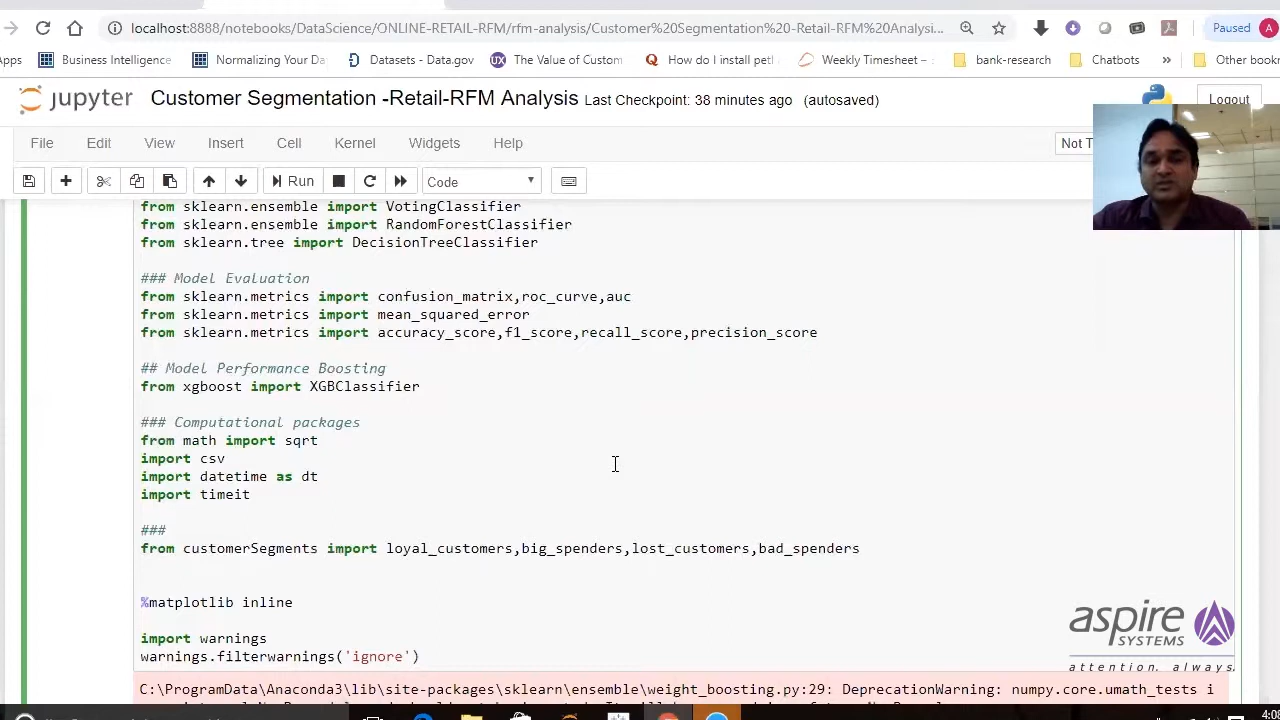 localhost:8888/notebooks/DataScience/ONLINE-RETAIL-RFM/rfm-analysis/Customer%20Segmentation%20-Retail-RFM%20Analysi...
Paused
A
Apps
Business Intelligence
Normalizing Your Da
Datasets - Data.gov
UX The Value of Custom
How do I install pet
Weekly Timesheet -
bank-research
Chatbots
»
Other book
jupyter Customer Segmentation -Retail-RFM Analysis Last Checkpoint: 38 minutes ago (autosaved)
Logout
File Edit View Insert Cell Kernel Widgets Help
Not T
Run
Code
from sklearn.ensemble import VotingClassifier
from sklearn.ensemble import RandomForestClassifier
from sklearn.tree import DecisionTreeClassifier
### Model Evaluation
from sklearn.metrics import confusion_matrix,roc_curve,auc
from sklearn.metrics import mean_squared_error
from sklearn.metrics import accuracy_score,f1_score,recall_score,precision_score
## Model Performance Boosting
from xgboost import XGBClassifier
### Computational packages
from math import sqrt
import csv
import datetime as dt
import timeit
###
from customerSegments import loyal_customers,big_spenders,lost_customers,bad_spenders
%matplotlib inline
import warnings
warnings.filterwarnings('ignore')
aspire
SYSTEMS
attention. always.
C:\ProgramData\Anaconda3\lib\site-packages\sklearn\ensemble\weight_boosting.py:29: DeprecationWarning: numpy.core.umath_tests i